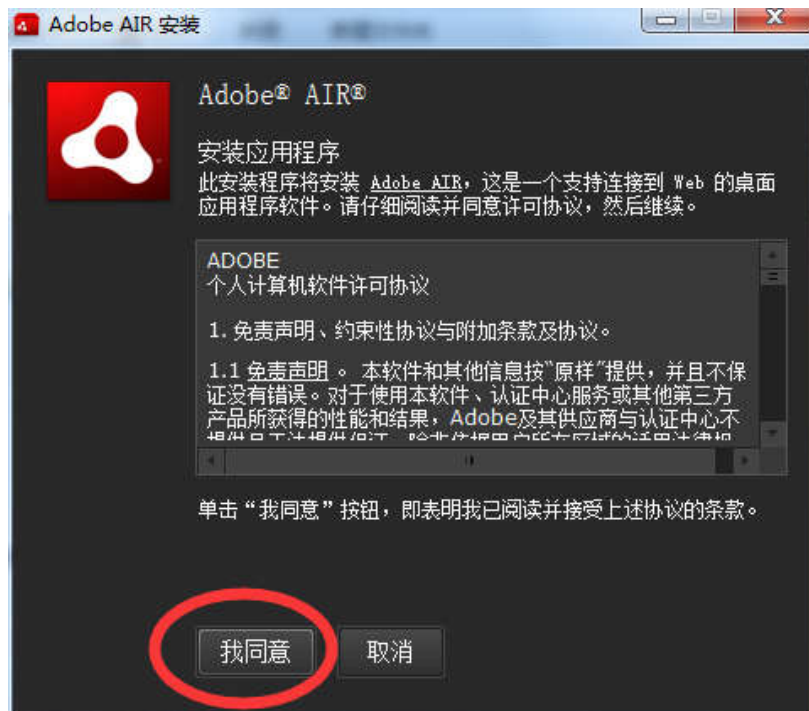 Adobe AIR 安装
Adobe® AIR®
安装应用程序
此安装程序将安装 Adobe AIR，这是一个支持连接到 Web 的桌面
应用程序软件。请仔细阅读并同意许可协议，然后继续。
ADOBE
个人计算机软件许可协议
1. 免责声明、约束性协议与附加条款及协议。
1.1 免责声明 。 本软件和其他信息按“原样”提供，并且不保
证没有错误。对于使用本软件、认证中心服务或其他第三方
产品所获得的性能和结果，Adobe及其供应商与认证中心不
单击“我同意”按钮，即表明我已阅读并接受上述协议的条款。
我同意
取消